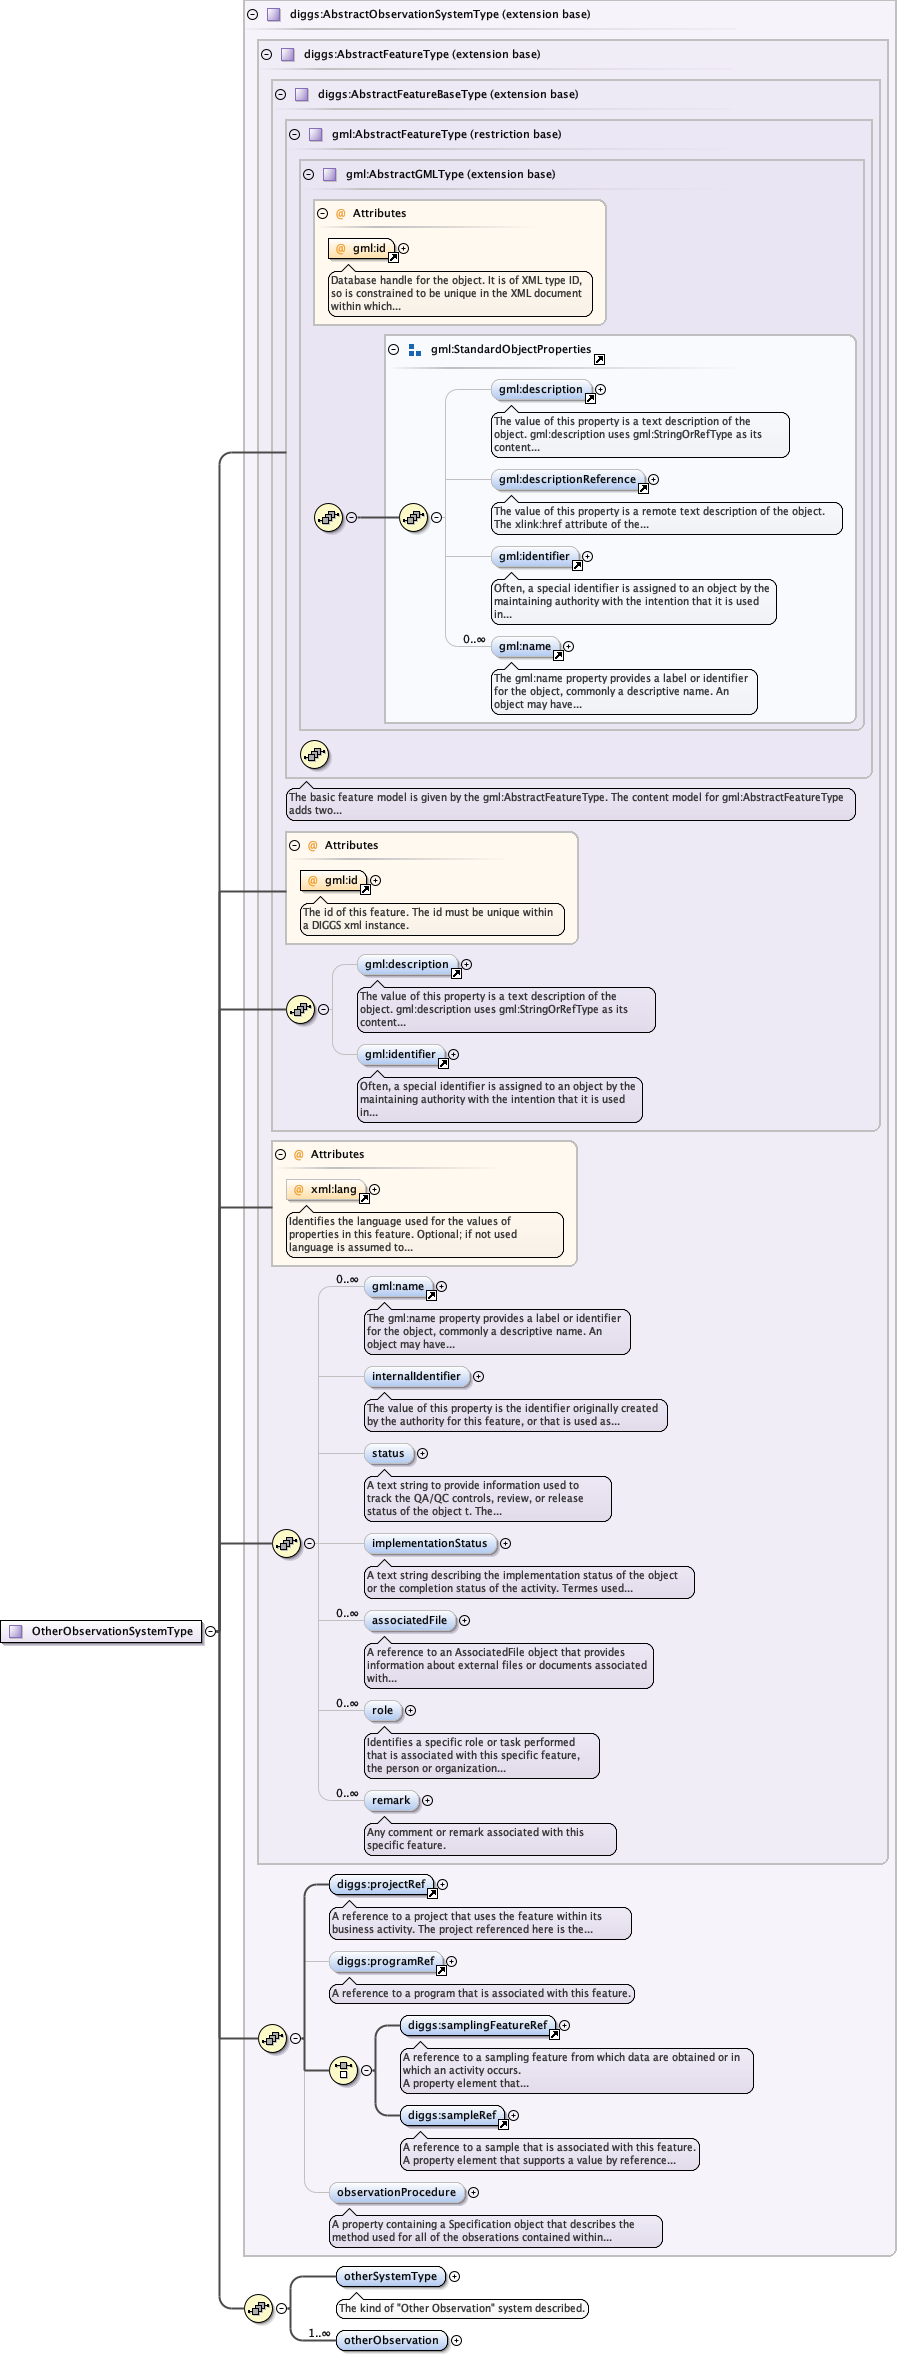 diggs:AbstractObservationSystemType (extension base)
diggs:AbstractFeatureType (extension base)
diggs:AbstractFeatureBaseType (extension base)
gml:AbstractFeatureType (restriction base)
gml:AbstractGMLType (extension base)
@ Attributes
@ gml:id
Database handle for the object. It is of XML type ID,
so is constrained to be unique in the XML document
within which...
gml:StandardObjectProperties
gml:description
The value of this property is a text description of the
object. gml:description uses gml:StringOrRefType as its
content...
gml:descriptionReference
The value of this property is a remote text description of the object.
The xlink:href attribute of the...
gml:identifier
Often, a special identifier is assigned to an object by the
maintaining authority with the intention that it is used
in...
0..∞
gml:name
The gml:name property provides a label or identifier
for the object, commonly a descriptive name. An
object may have...
The basic feature model is given by the gml:AbstractFeatureType. The content model for gml:AbstractFeatureType
adds two...
@ Attributes
@ gml:id
The id of this feature. The id must be unique within
a DIGGS xml instance.
gml:description
The value of this property is a text description of the
object. gml:description uses gml:StringOrRefType as its
content...
gml:identifier
Often, a special identifier is assigned to an object by the
maintaining authority with the intention that it is used
in...
@ Attributes
@ xml:lang
Identifies the language used for the values of
properties in this feature. Optional; if not used
language is assumed to...
0..∞
gml:name
The gml:name property provides a label or identifier
for the object, commonly a descriptive name. An
object may have...
internalIdentifier
The value of this property is the identifier originally created
by the authority for this feature, or that is used as...
status
A text string to provide information used to
track the QA/QC controls, review, or release
status of the object t. The...
implementationStatus
A text string describing the implementation status of the object
or the completion status of the activity. Termes used...
0..∞
associatedFile
A reference to an AssociatedFile object that provides
information about external files or documents associated
with...
OtherObservationSystemType
0..∞
role
Identifies a specific role or task performed
that is associated with this specific feature,
the person or organization...
0..∞
remark
Any comment or remark associated with this
specific feature.
diggs:projectRef
A reference to a project that uses the feature within its
business activity. The project referenced here is the...
diggs:programRef
A reference to a program that is associated with this feature.
diggs:samplingFeatureRef
A reference to a sampling feature from which data are obtained or in
which an activity occurs.
A property element that...
diggs:sampleRef
A reference to a sample that is associated with this feature.
A property element that supports a value by reference...
observationProcedure
A property containing a Specification object that describes the
method used for all of the obserations contained within...
otherSystemType
The kind of "Other Observation" system described.
1..∞
otherObservation